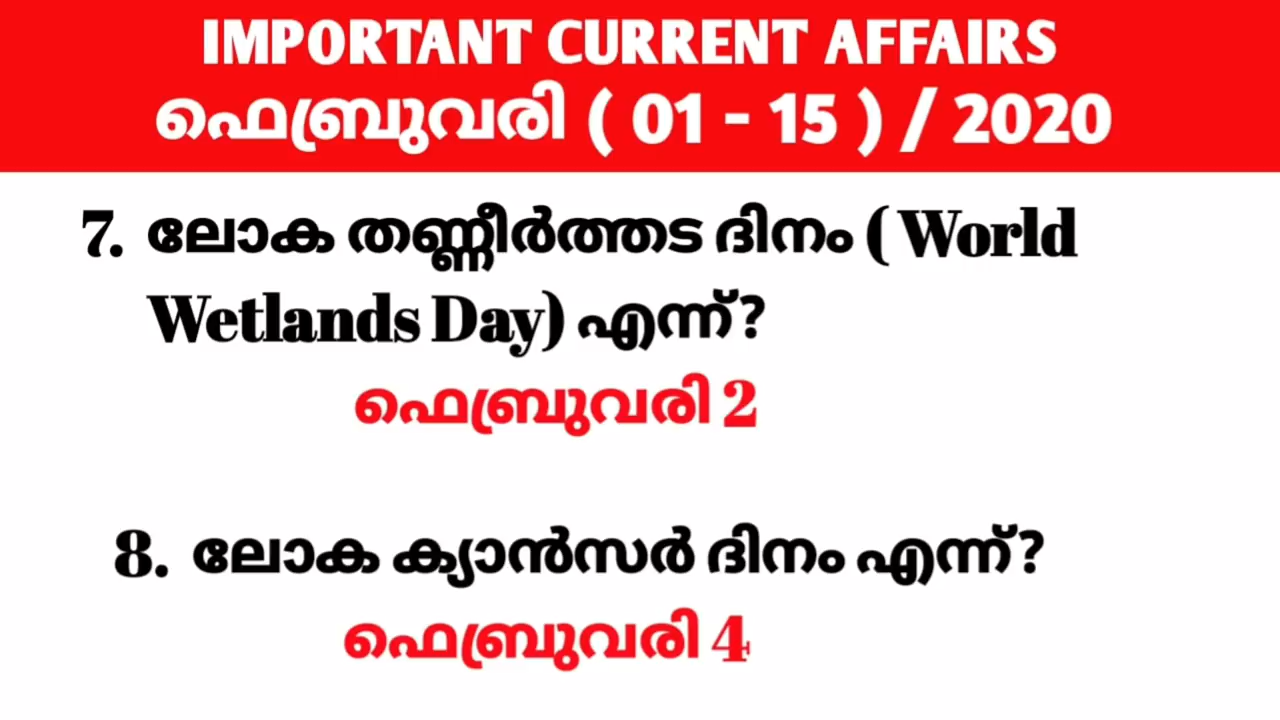 IMPORTANT CURRENT AFFAIRS
ഫെബ്രുവരി ( 01 - 15 ) / 2020
7. ലോക തണ്ണീർത്തട ദിനം ( World
Wetlands Day) എന്ന്?
ഫെബ്രുവരി 2
8. ലോക ക്യാൻസർ ദിനം എന്ന്?
ഫെബ്രുവരി 4